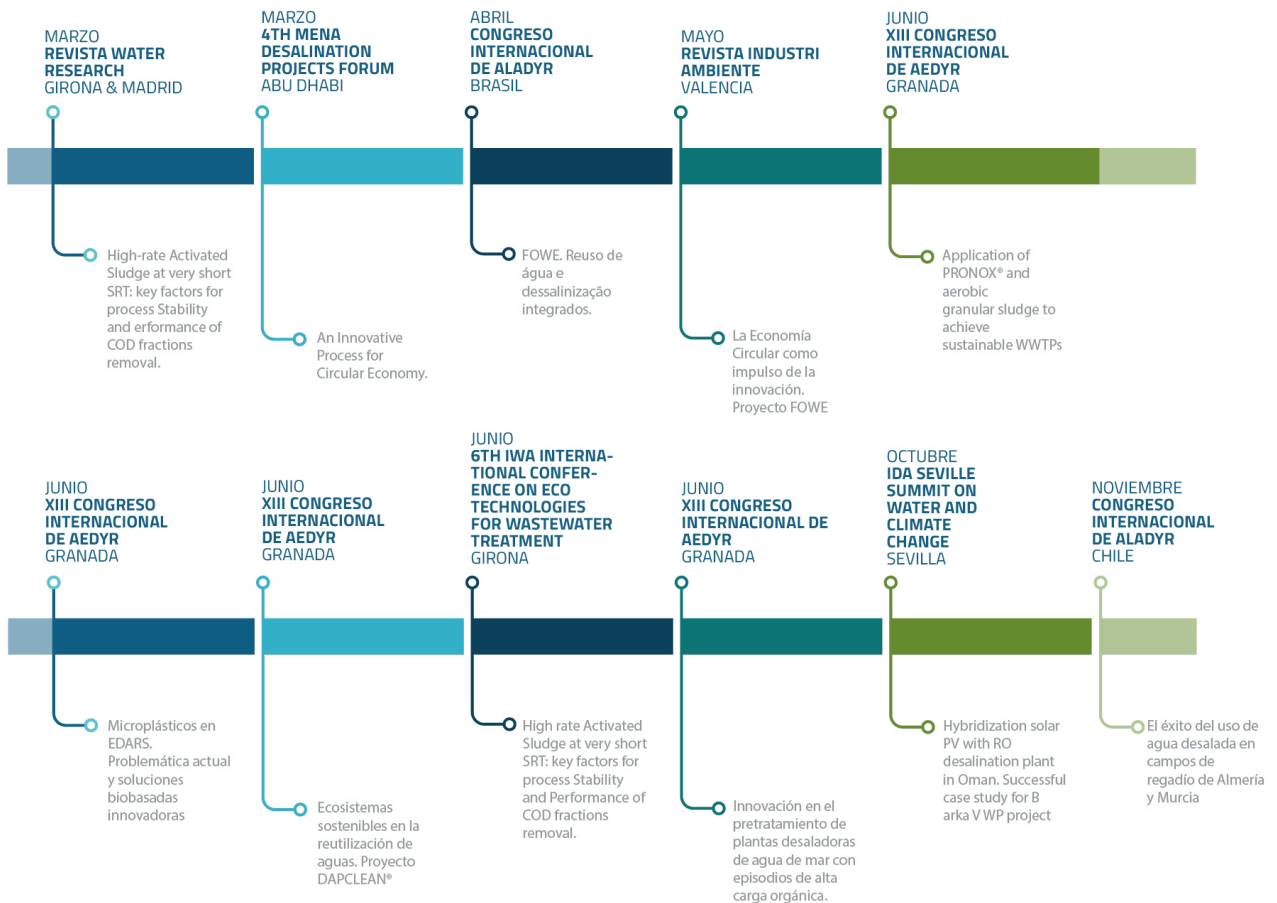 MARZO
REVISTA WATER
RESEARCH
GIRONA & MADRID
MARZO
4TH MENA
DESALINATION
PROJECTS FORUM
ABU DHABI
ABRIL
CONGRESO
INTERNACIONAL
DE ALADYR
BRASIL
MAYO
REVISTA INDUSTRI
AMBIENTE
VALENCIA
JUNIO
XIII CONGRESO
INTERNACIONAL
DE AEDYR
GRANADA
High-rate Activated
Sludge at very short
SRT: key factors for
process Stability
and erformance of
COD fractions
removal.
An Innovative
Process for
Circular Economy.
FOWE. Reuso de
água e
dessalinização
integrados.
La Economía
Circular como
impulso de la
innovación.
Proyecto FOWE
Application of
PRONOX® and
aerobic
granular sludge to
achieve
sustainable WWTPs
JUNIO
XIII CONGRESO
INTERNACIONAL
DE AEDYR
GRANADA
JUNIO
XIII CONGRESO
INTERNACIONAL
DE AEDYR
GRANADA
JUNIO
6TH IWA INTERNA-
TIONAL CONFER-
ENCE ON ECO
TECHNOLOGIES
FOR WASTEWATER
TREATMENT
GIRONA
JUNIO
XIII CONGRESO
INTERNACIONAL DE
AEDYR
GRANADA
OCTUBRE
IDA SEVILLE
SUMMIT ON
WATER AND
CLIMATE
CHANGE
SEVILLA
NOVIEMBRE
CONGRESO
INTERNACIONAL
DE ALADYR
CHILE
Microplásticos en
EDARS.
Problemática actual
y soluciones
biobasadas
innovadoras
Ecosistemas
sostenibles en la
reutilización de
aguas. Proyecto
DAPCLEAN®
High rate Activated
Sludge at very short
SRT: key factors for
process Stability
and Performance of
COD fractions
removal.
Innovación en el
pretratamiento de
plantas desaladoras
de agua de mar con
episodios de alta
carga orgánica.
Hybridization solar
PV with RO
desalination plant
in Oman. Successful
case study for B
arka V WP project
El éxito del uso de
agua desalada en
campos de
regadío de Almería
y Murcia